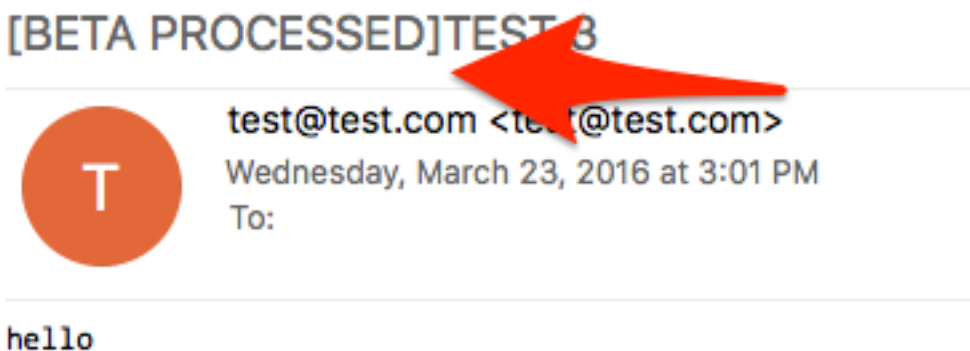 [BETA PROCESSED]TEST 3
T
test@test.com <test@test.com>
Wednesday, March 23, 2016 at 3:01 PM
To:
hello